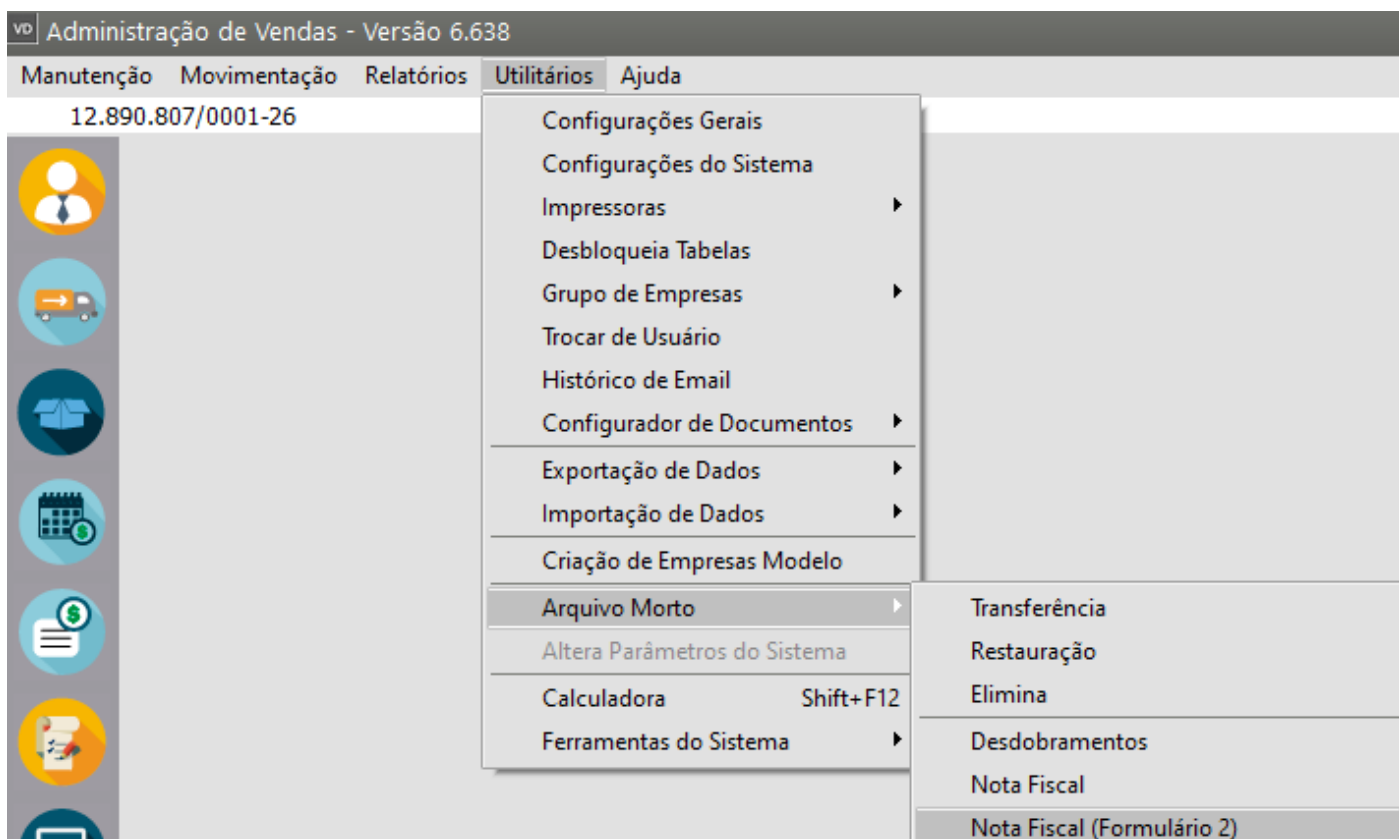 VD Administração de Vendas - Versão 6.638
Manutenção Movimentação Relatórios Utilitários Ajuda
12.890.807/0001-26
Configurações Gerais
Configurações do Sistema
Impressoras
Desbloqueia Tabelas
Grupo de Empresas
Trocar de Usuário
Histórico de Email
Configurador de Documentos
Exportação de Dados
Importação de Dados
Criação de Empresas Modelo
Arquivo Morto
Transferência
Altera Parâmetros do Sistema
Restauração
Calculadora Shift+F12
Elimina
Ferramentas do Sistema
Desdobramentos
Nota Fiscal
Nota Fiscal (Formulário 2)